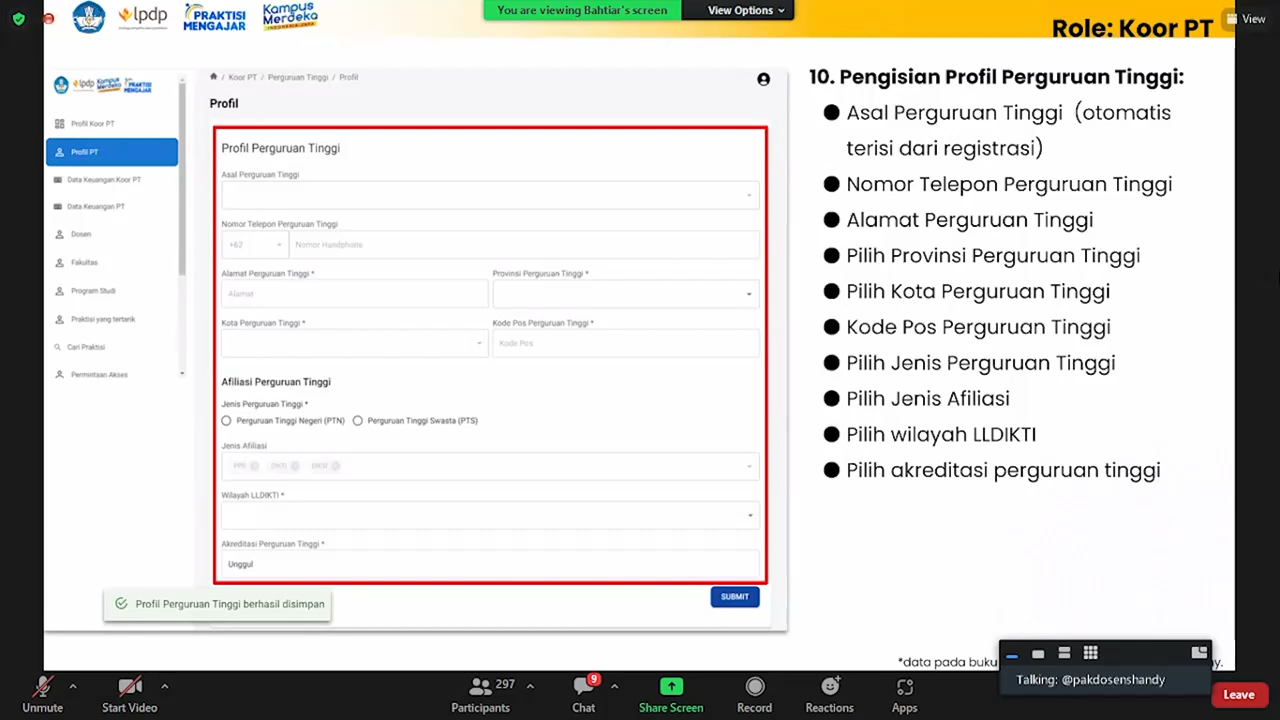 lpdp
PRAKTISI
MENGAJAR
Kampus
Merdeka
You are viewing Bahtiar's screen
View Options
Role: Koor PT
View
lpdp
Kampus
Merdeka
PRAKTISI
MENGAJAR
/ Koor PT / Perguruan Tinggi / Profil
Profil
Profil Koor PT
Profil PT
Data Keuangan Koor PT
Data Keuangan PT
Dosen
Fakultas
Program Studi
Praktisi yang tertarik
Cari Praktisi
Permintaan Akses
Profil Perguruan Tinggi
Asal Perguruan Tinggi
Nomor Telepon Perguruan Tinggi
+62
Nomor Handphone
Alamat Perguruan Tinggi *
Provinsi Perguruan Tinggi *
Alamat
Kota Perguruan Tinggi *
Kode Pos Perguruan Tinggi *
Kode Pos
Afiliasi Perguruan Tinggi
Jenis Perguruan Tinggi *
Perguruan Tinggi Negeri (PTN)
Perguruan Tinggi Swasta (PTS)
Jenis Afiliasi
Wilayah LLDIKTI *
Akreditasi Perguruan Tinggi *
Unggul
SUBMIT
Profil Perguruan Tinggi berhasil disimpan
10. Pengisian Profil Perguruan Tinggi:
● Asal Perguruan Tinggi (otomatis
terisi dari registrasi)
● Nomor Telepon Perguruan Tinggi
● Alamat Perguruan Tinggi
● Pilih Provinsi Perguruan Tinggi
● Pilih Kota Perguruan Tinggi
● Kode Pos Perguruan Tinggi
● Pilih Jenis Perguruan Tinggi
● Pilih Jenis Afiliasi
● Pilih wilayah LLDIKTI
● Pilih akreditasi perguruan tinggi
*data pada buku
Talking: @pakdosenshandy
Unmute
Start Video
297
Participants
9
Chat
Share Screen
Record
Reactions
Apps
Leave